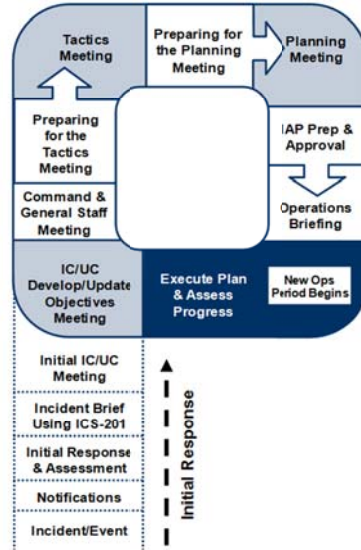 Tactics
Meeting
Preparing for
the Planning
Meeting
Planning
Meeting
Preparing
for the
Tactics
Meeting
IAP Prep &
Approval
Command &
General Staff
Meeting
Operations
Briefing
IC/UC
Develop/Update
Objectives
Meeting
Execute Plan
& Assess
Progress
New Ops
Period Begins
Initial IC/UC
Meeting
Incident Brief
Using ICS-201
Initial Response
& Assessment
Notifications
Incident/Event
Initial Response